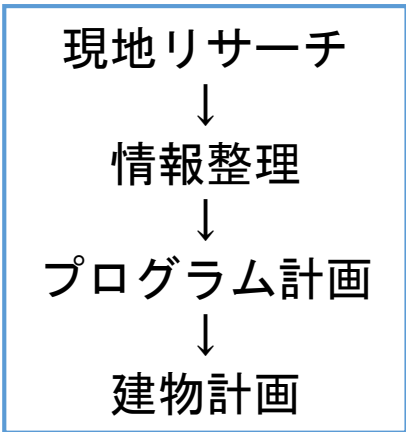 現地リサーチ
↓
情報整理
↓
プログラム計画
↓
建物計画